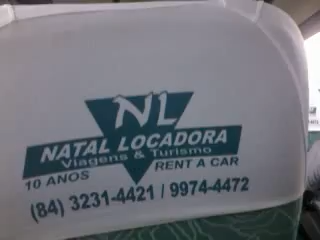 NL
NATAL LOCADORA
Viagens & Turismo
10 ANOS RENT A CAR
(84) 3231-4421 / 9974-4472